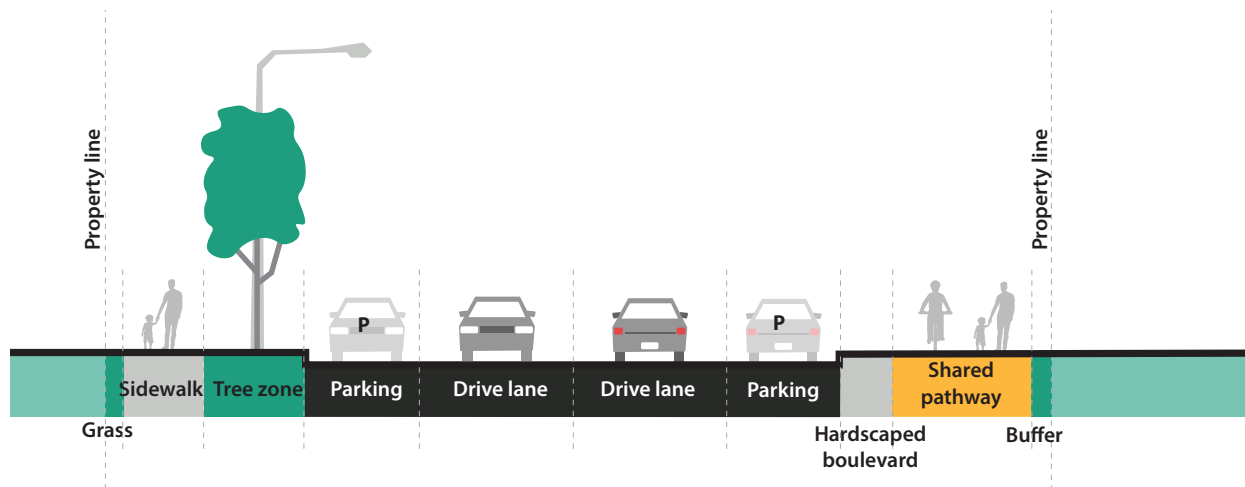 Property line
Property line
P
P
Sidewalk
Tree zone
Parking
Drive lane
Drive lane
Parking
Shared
pathway
Grass
Hardscaped
boulevard
Buffer